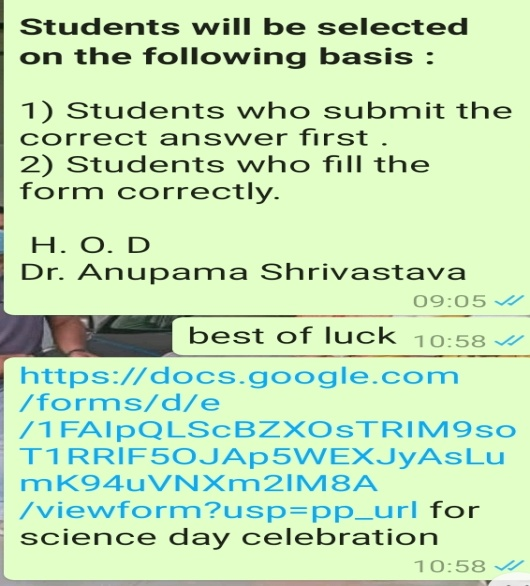 Students will be selected
on the following basis :
1) Students who submit the
correct answer first .
2) Students who fill the
form correctly.
H. O. D
Dr. Anupama Shrivastava
09:05
best of luck 10:58
https://docs.google.com
/forms/d/e
/1FAIpQLScBZXOsTRIM9so
T1RRlF5OJAp5WEXJyAsLu
mK94uVNXm2lM8A
/viewform?usp=pp_url for
science day celebration
10:58